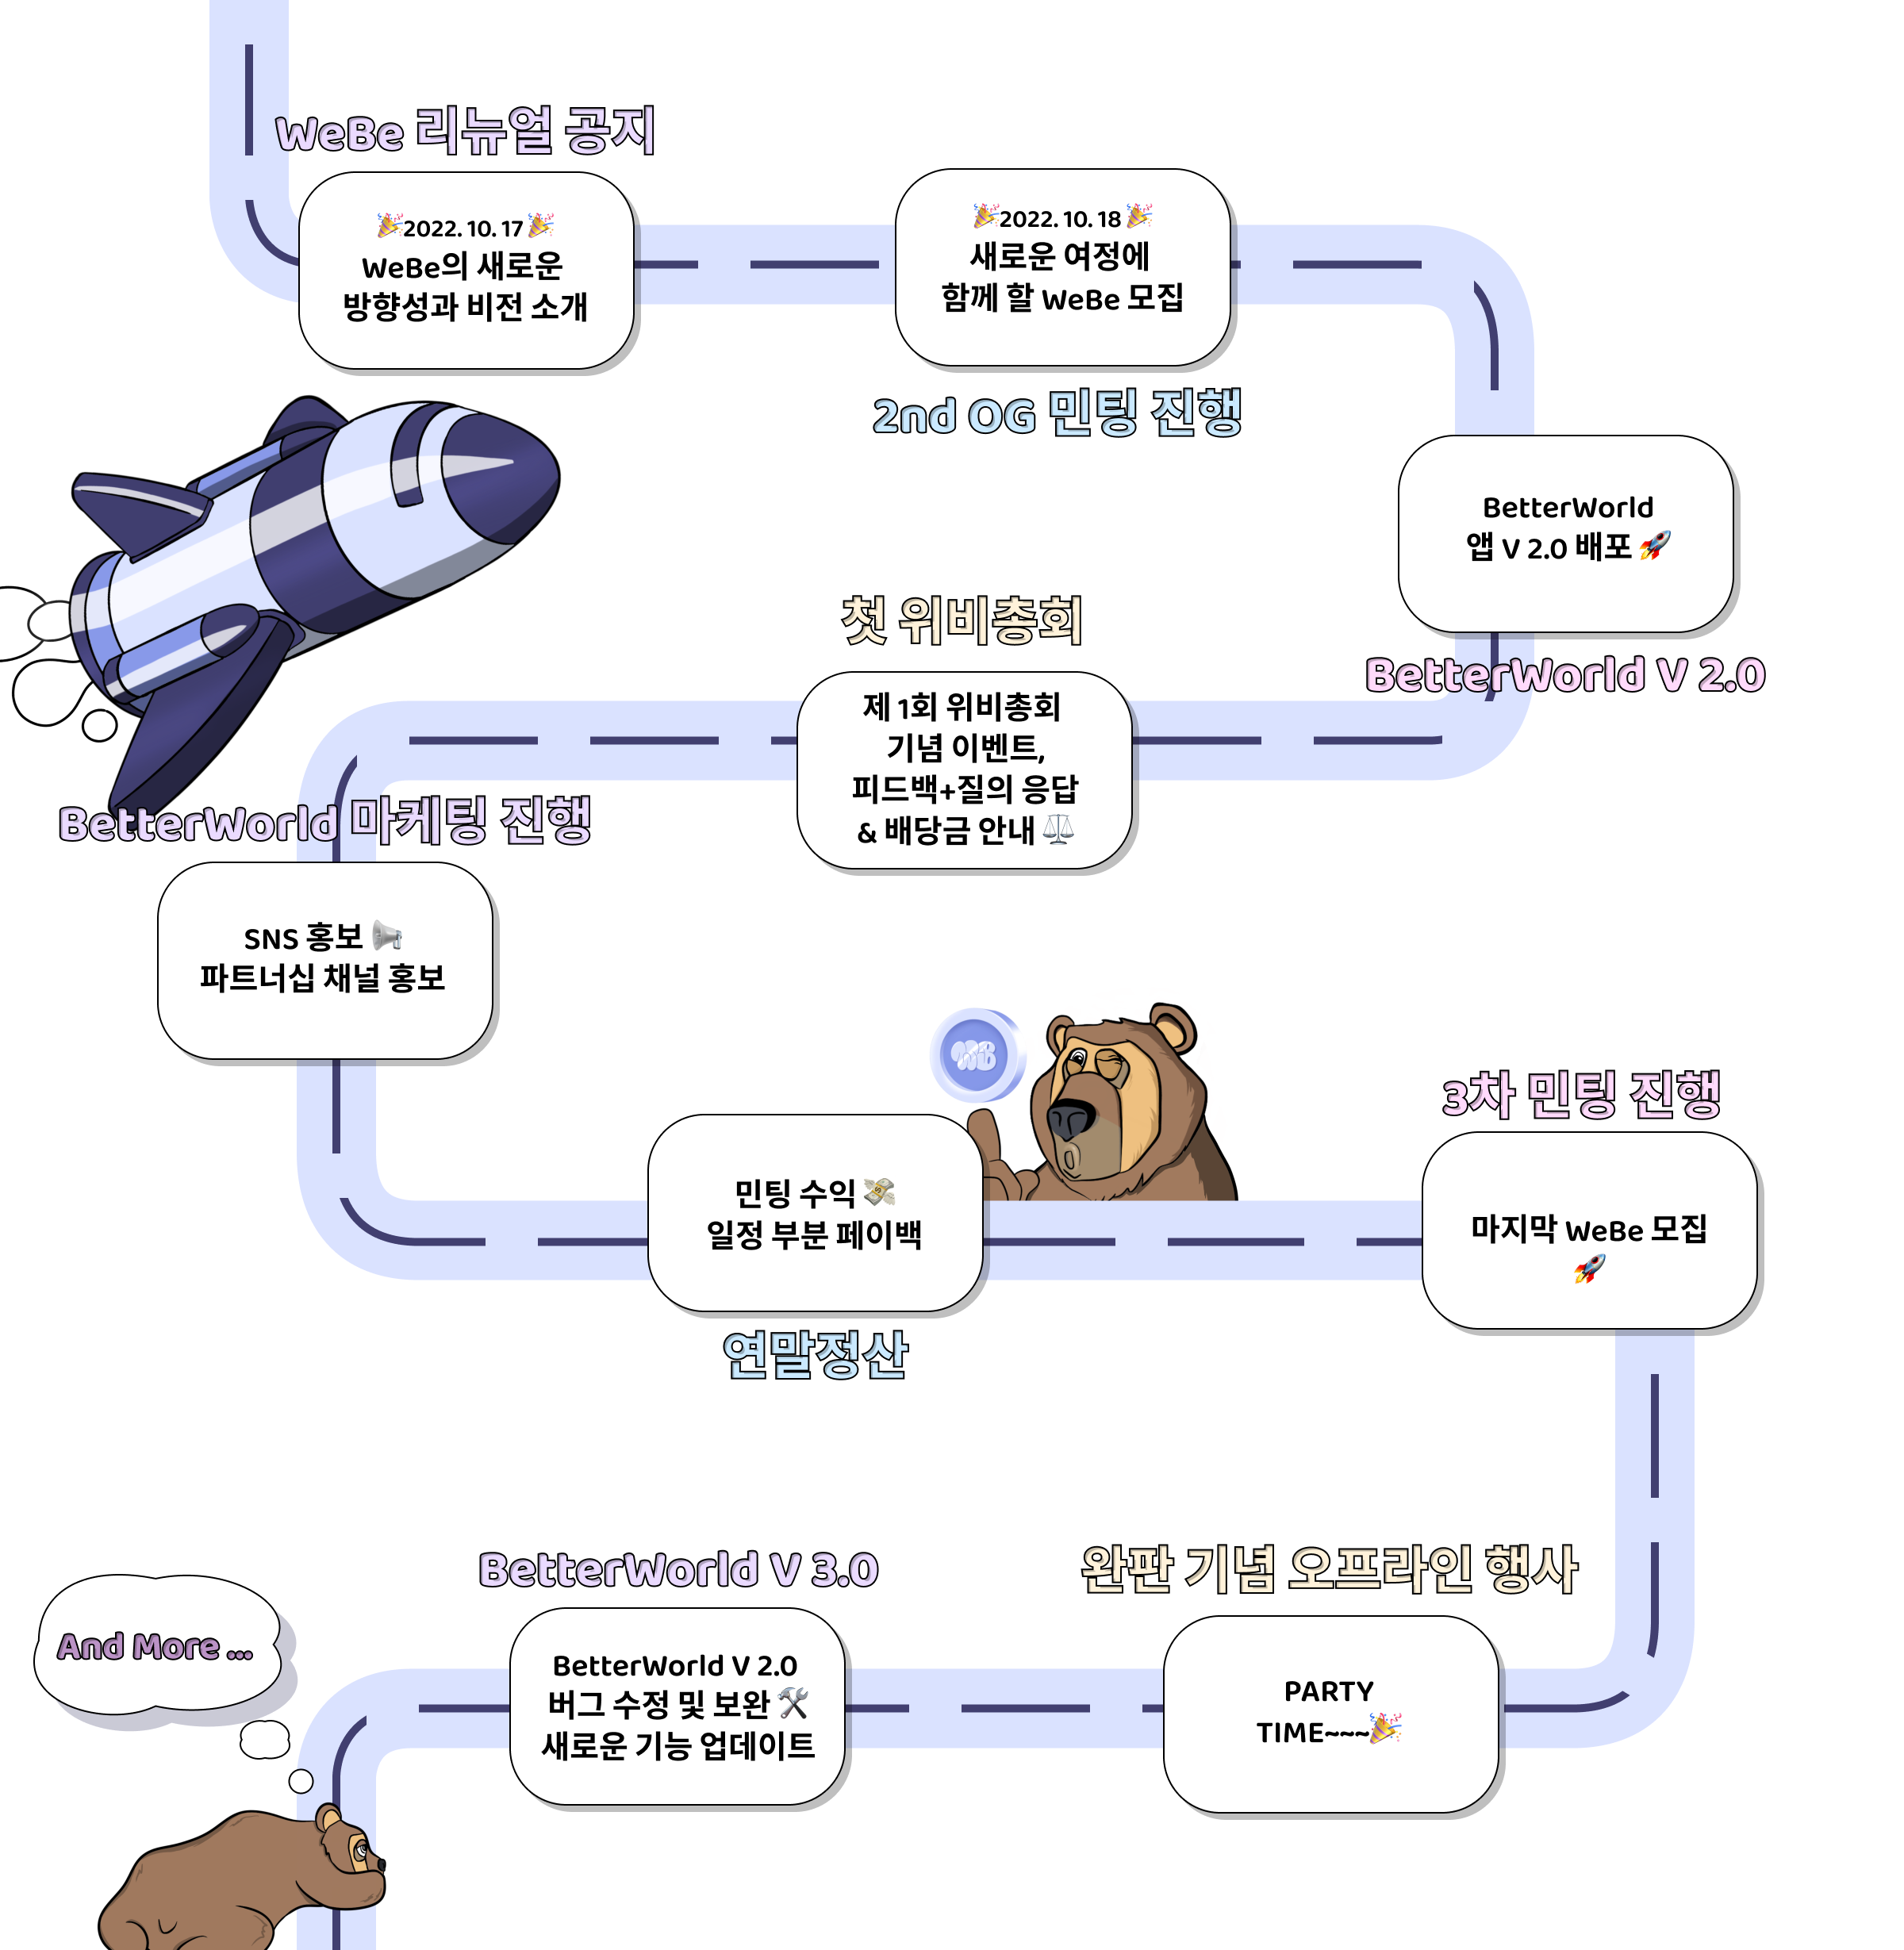 WeBe 리뉴얼 공지
🎉2022. 10. 17🎉
WeBe의 새로운
방향성과 비전 소개
🎉2022. 10. 18🎉
새로운 여정에
함께 할 WeBe 모집
2nd OG 민팅 진행
BetterWorld
앱 V 2.0 배포 🚀
BetterWorld V 2.0
첫 위비총회
제 1회 위비총회
기념 이벤트,
피드백+질의 응답
& 배당금 안내 ⚖️
BetterWorld 마케팅 진행
SNS 홍보 📢
파트너십 채널 홍보
민팅 수익 💸
일정 부분 페이백
연말정산
3차 민팅 진행
마지막 WeBe 모집
🚀
완판 기념 오프라인 행사
PARTY
TIME~~~🎉
BetterWorld V 3.0
BetterWorld V 2.0
버그 수정 및 보완 🛠️
새로운 기능 업데이트
And More ...